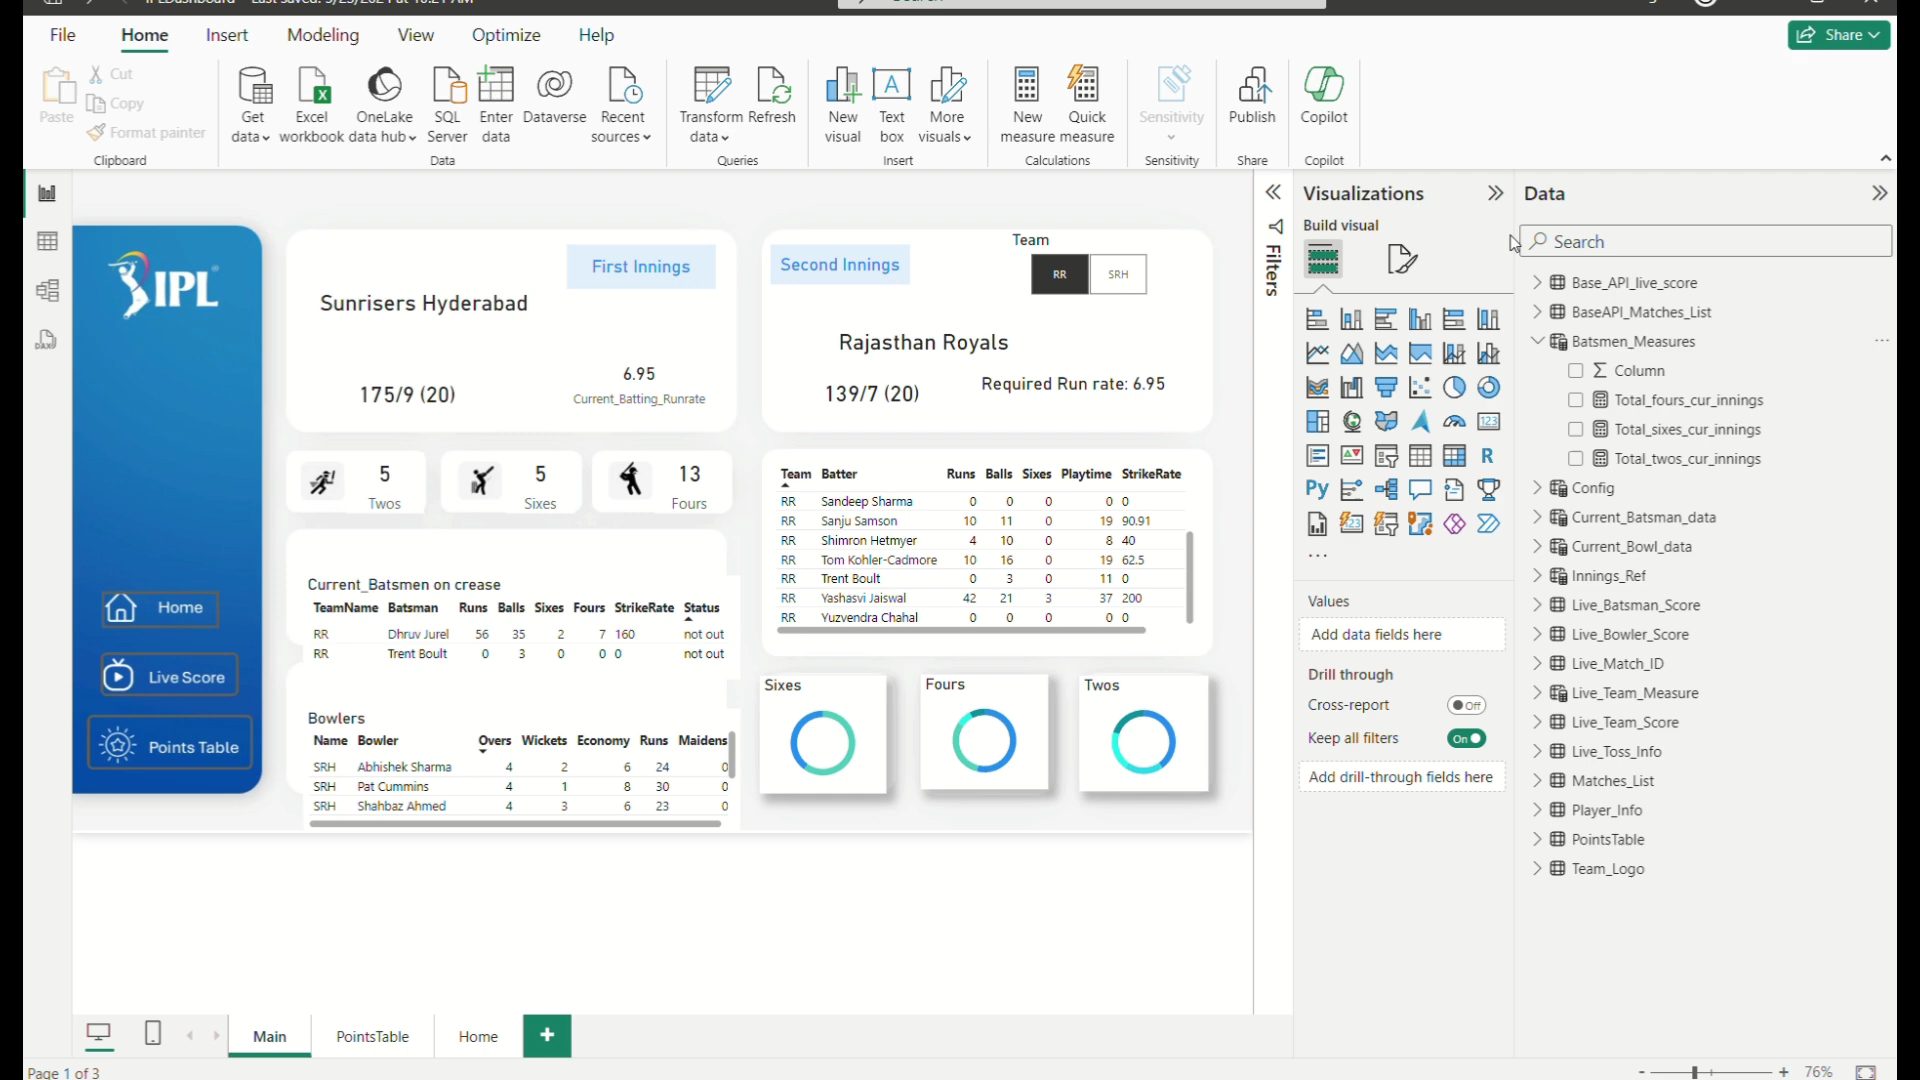 File Home Insert Modeling View Optimize Help Share
Paste Cut Copy Format painter
Get data Excel workbook OneLake data hub SQL Server Enter data Dataverse Recent sources
Transform data Refresh New visual Text box More visuals New measure Quick measure Sensitivity Publish Copilot
Clipboard Data Queries Insert Calculations Sensitivity Share Copilot
IPL
Home
Live Score
Points Table
First Innings
Sunrisers Hyderabad
175/9 (20)
6.95
Current_Batting_Runrate
Second Innings
Team
RR SRH
Rajasthan Royals
139/7 (20)
Required Run rate: 6.95
5
Twos
5
Sixes
13
Fours
Current_Batsmen on crease
TeamName Batsman Runs Balls Sixes Fours StrikeRate Status
RR Dhruv Jurel 56 35 2 7 160 not out
RR Trent Boult 0 3 0 0 0 not out
Bowlers
Name Bowler Overs Wickets Economy Runs Maidens
SRH Abhishek Sharma 4 2 6 24 0
SRH Pat Cummins 4 1 8 30 0
SRH Shahbaz Ahmed 4 3 6 23 0
Team Batter Runs Balls Sixes Playtime StrikeRate
RR Sandeep Sharma 0 0 0 0 0
RR Sanju Samson 10 11 0 19 90.91
RR Shimron Hetmyer 4 10 0 8 40
RR Tom Kohler-Cadmore 10 16 0 19 62.5
RR Trent Boult 0 3 0 11 0
RR Yashasvi Jaiswal 42 21 3 37 200
RR Yuzvendra Chahal 0 0 0 0 0
Sixes
Fours
Twos
Filters
Visualizations
Build visual
123
R
Py
123
Values
Add data fields here
Drill through
Cross-report Off
Keep all filters On
Add drill-through fields here
Data
Search
Base_API_live_score
BaseAPI_Matches_List
Batsmen_Measures
Column
Total_fours_cur_innings
Total_sixes_cur_innings
Total_twos_cur_innings
Config
Current_Batsman_data
Current_Bowl_data
Innings_Ref
Live_Batsman_Score
Live_Bowler_Score
Live_Match_ID
Live_Team_Measure
Live_Team_Score
Live_Toss_Info
Matches_List
Player_Info
PointsTable
Team_Logo
DAX
Main PointsTable Home +
Page 1 of 3
- + 76%